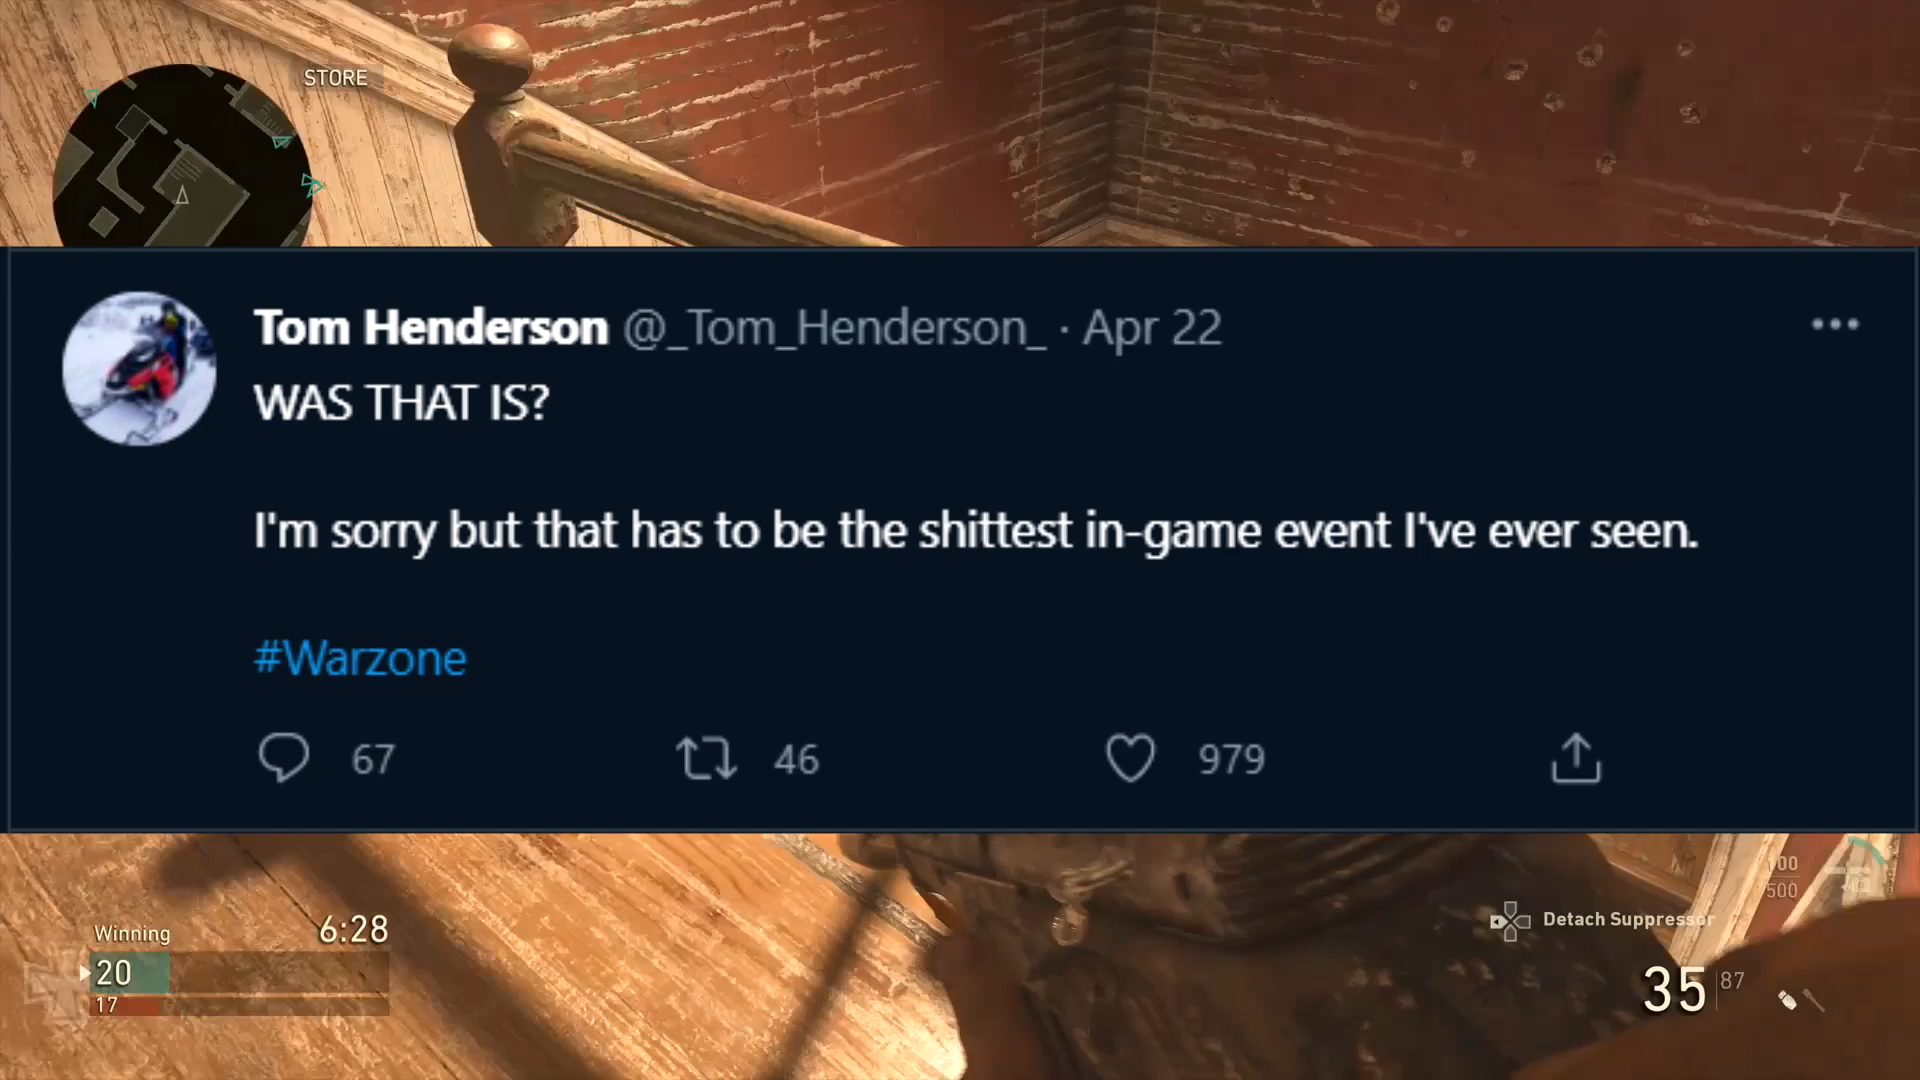 STORE
Tom Henderson @_Tom_Henderson_ · Apr 22
WAS THAT IS?
I'm sorry but that has to be the shittest in-game event I've ever seen.
#Warzone
67 46 979
100
500
Detach Suppressor
Winning 6:28
20
17
35 87